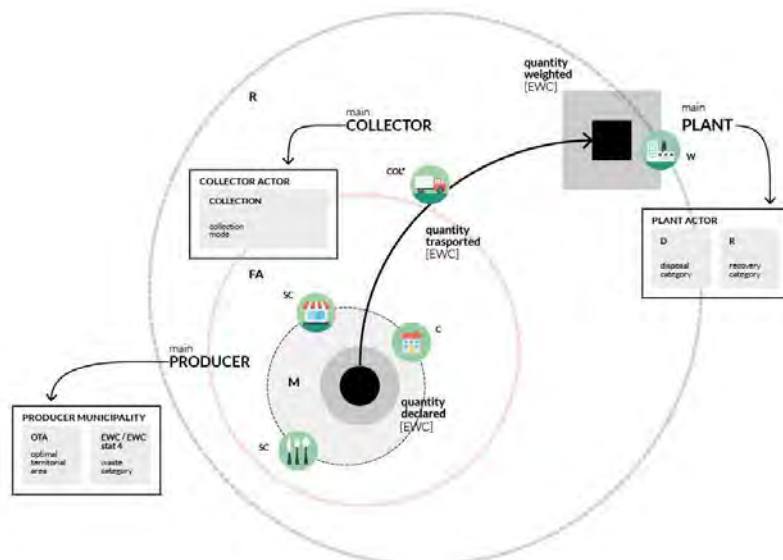 quantity
weighted
[EWC]
R
main
COLLECTOR
main
PLANT
COL*
W
COLLECTOR ACTOR
COLLECTION
collection
mode
PLANT ACTOR
D
disposal
category
R
recovery
category
quantity
trasported
[EWC]
FA
SC
C
main
PRODUCER
M
quantity
declared
[EWC]
PRODUCER MUNICIPALITY
OTA
optimal
territorial
area
EWC / EWC
stat 4
waste
category
SC